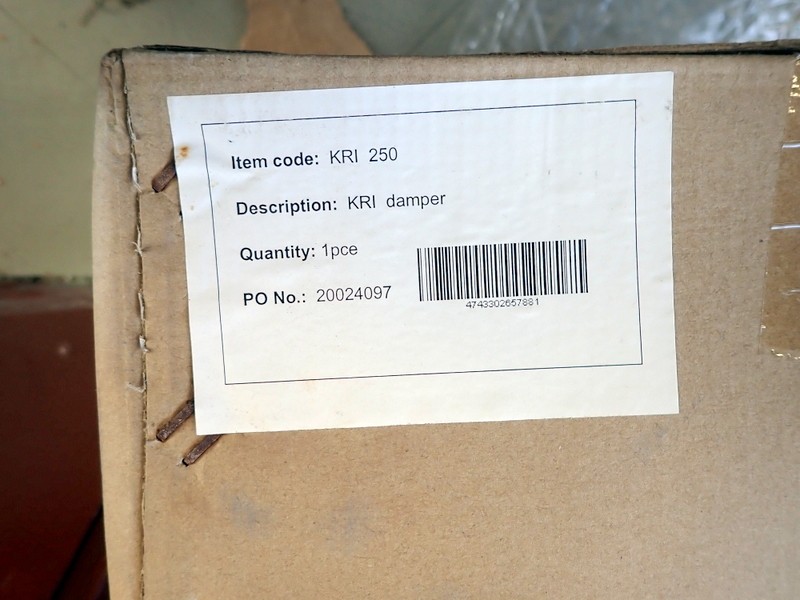 Item code: KRI 250
Description: KRI damper
Quantity: 1pce
PO No.: 20024097
4743302657881